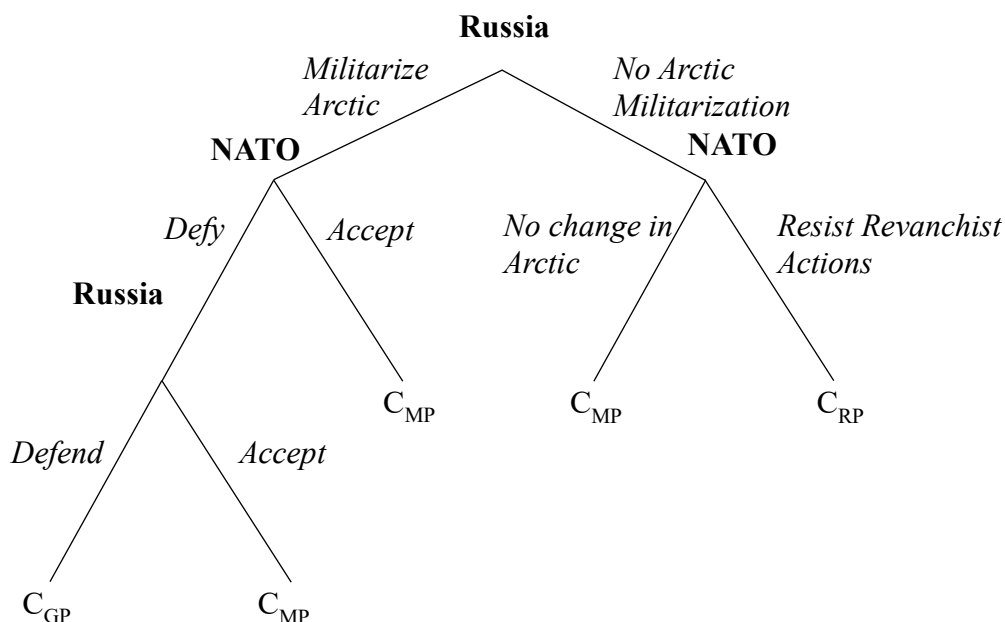 Russia
Militarize
Arctic
No Arctic
Militarization
NATO
NATO
Defy
Accept
No change in
Arctic
Resist Revanchist
Actions
Russia
C_MP
C_MP
C_RP
Defend
Accept
C_GP
C_MP